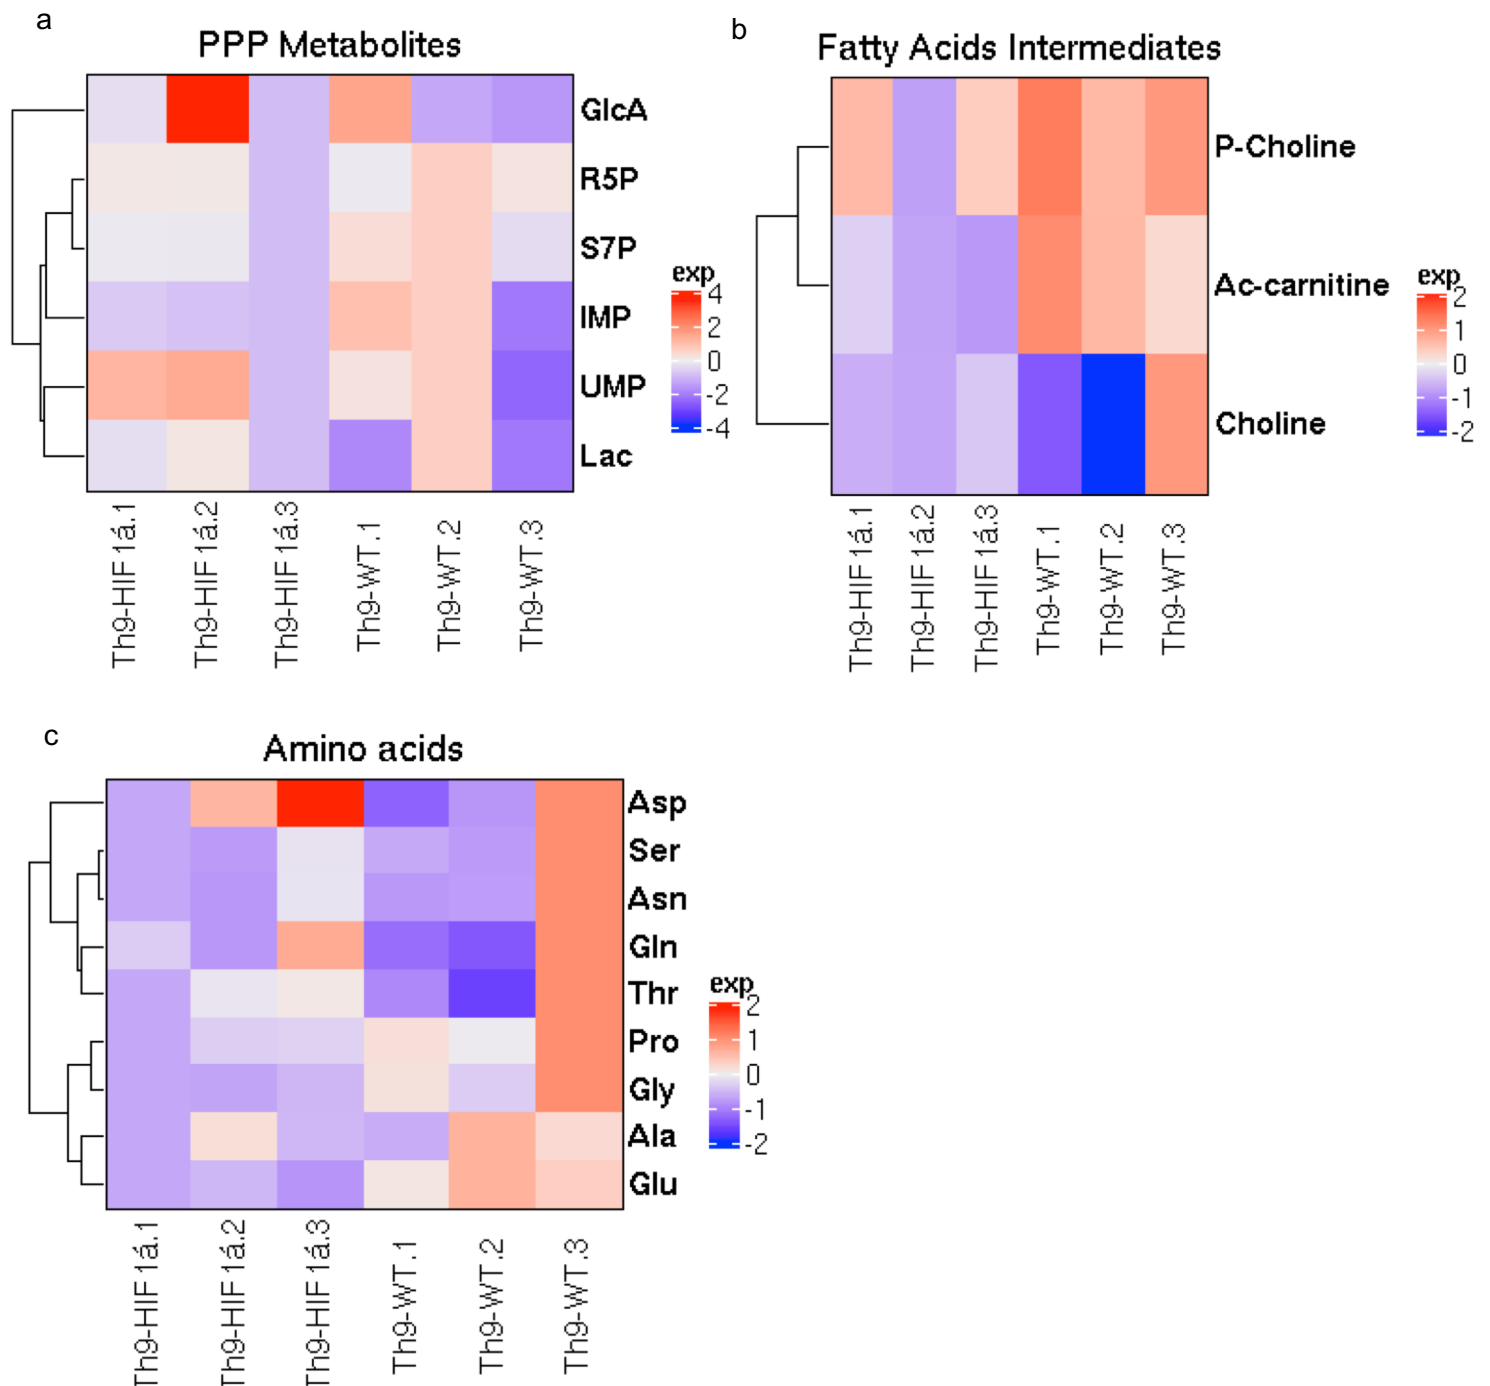 a
PPP Metabolites
GlcA
R5P
S7P
IMP
UMP
Lac
exp
4
2
0
-2
-4
Th9-HIF1á.1
Th9-HIF1á.2
Th9-HIF1á.3
Th9-WT.1
Th9-WT.2
Th9-WT.3
b
Fatty Acids Intermediates
P-Choline
Ac-carnitine
Choline
exp
2
1
0
-1
-2
Th9-HIF1á.1
Th9-HIF1á.2
Th9-HIF1á.3
Th9-WT.1
Th9-WT.2
Th9-WT.3
c
Amino acids
Asp
Ser
Asn
Gln
Thr
Pro
Gly
Ala
Glu
exp
2
1
0
-1
-2
Th9-HIF1á.1
Th9-HIF1á.2
Th9-HIF1á.3
Th9-WT.1
Th9-WT.2
Th9-WT.3